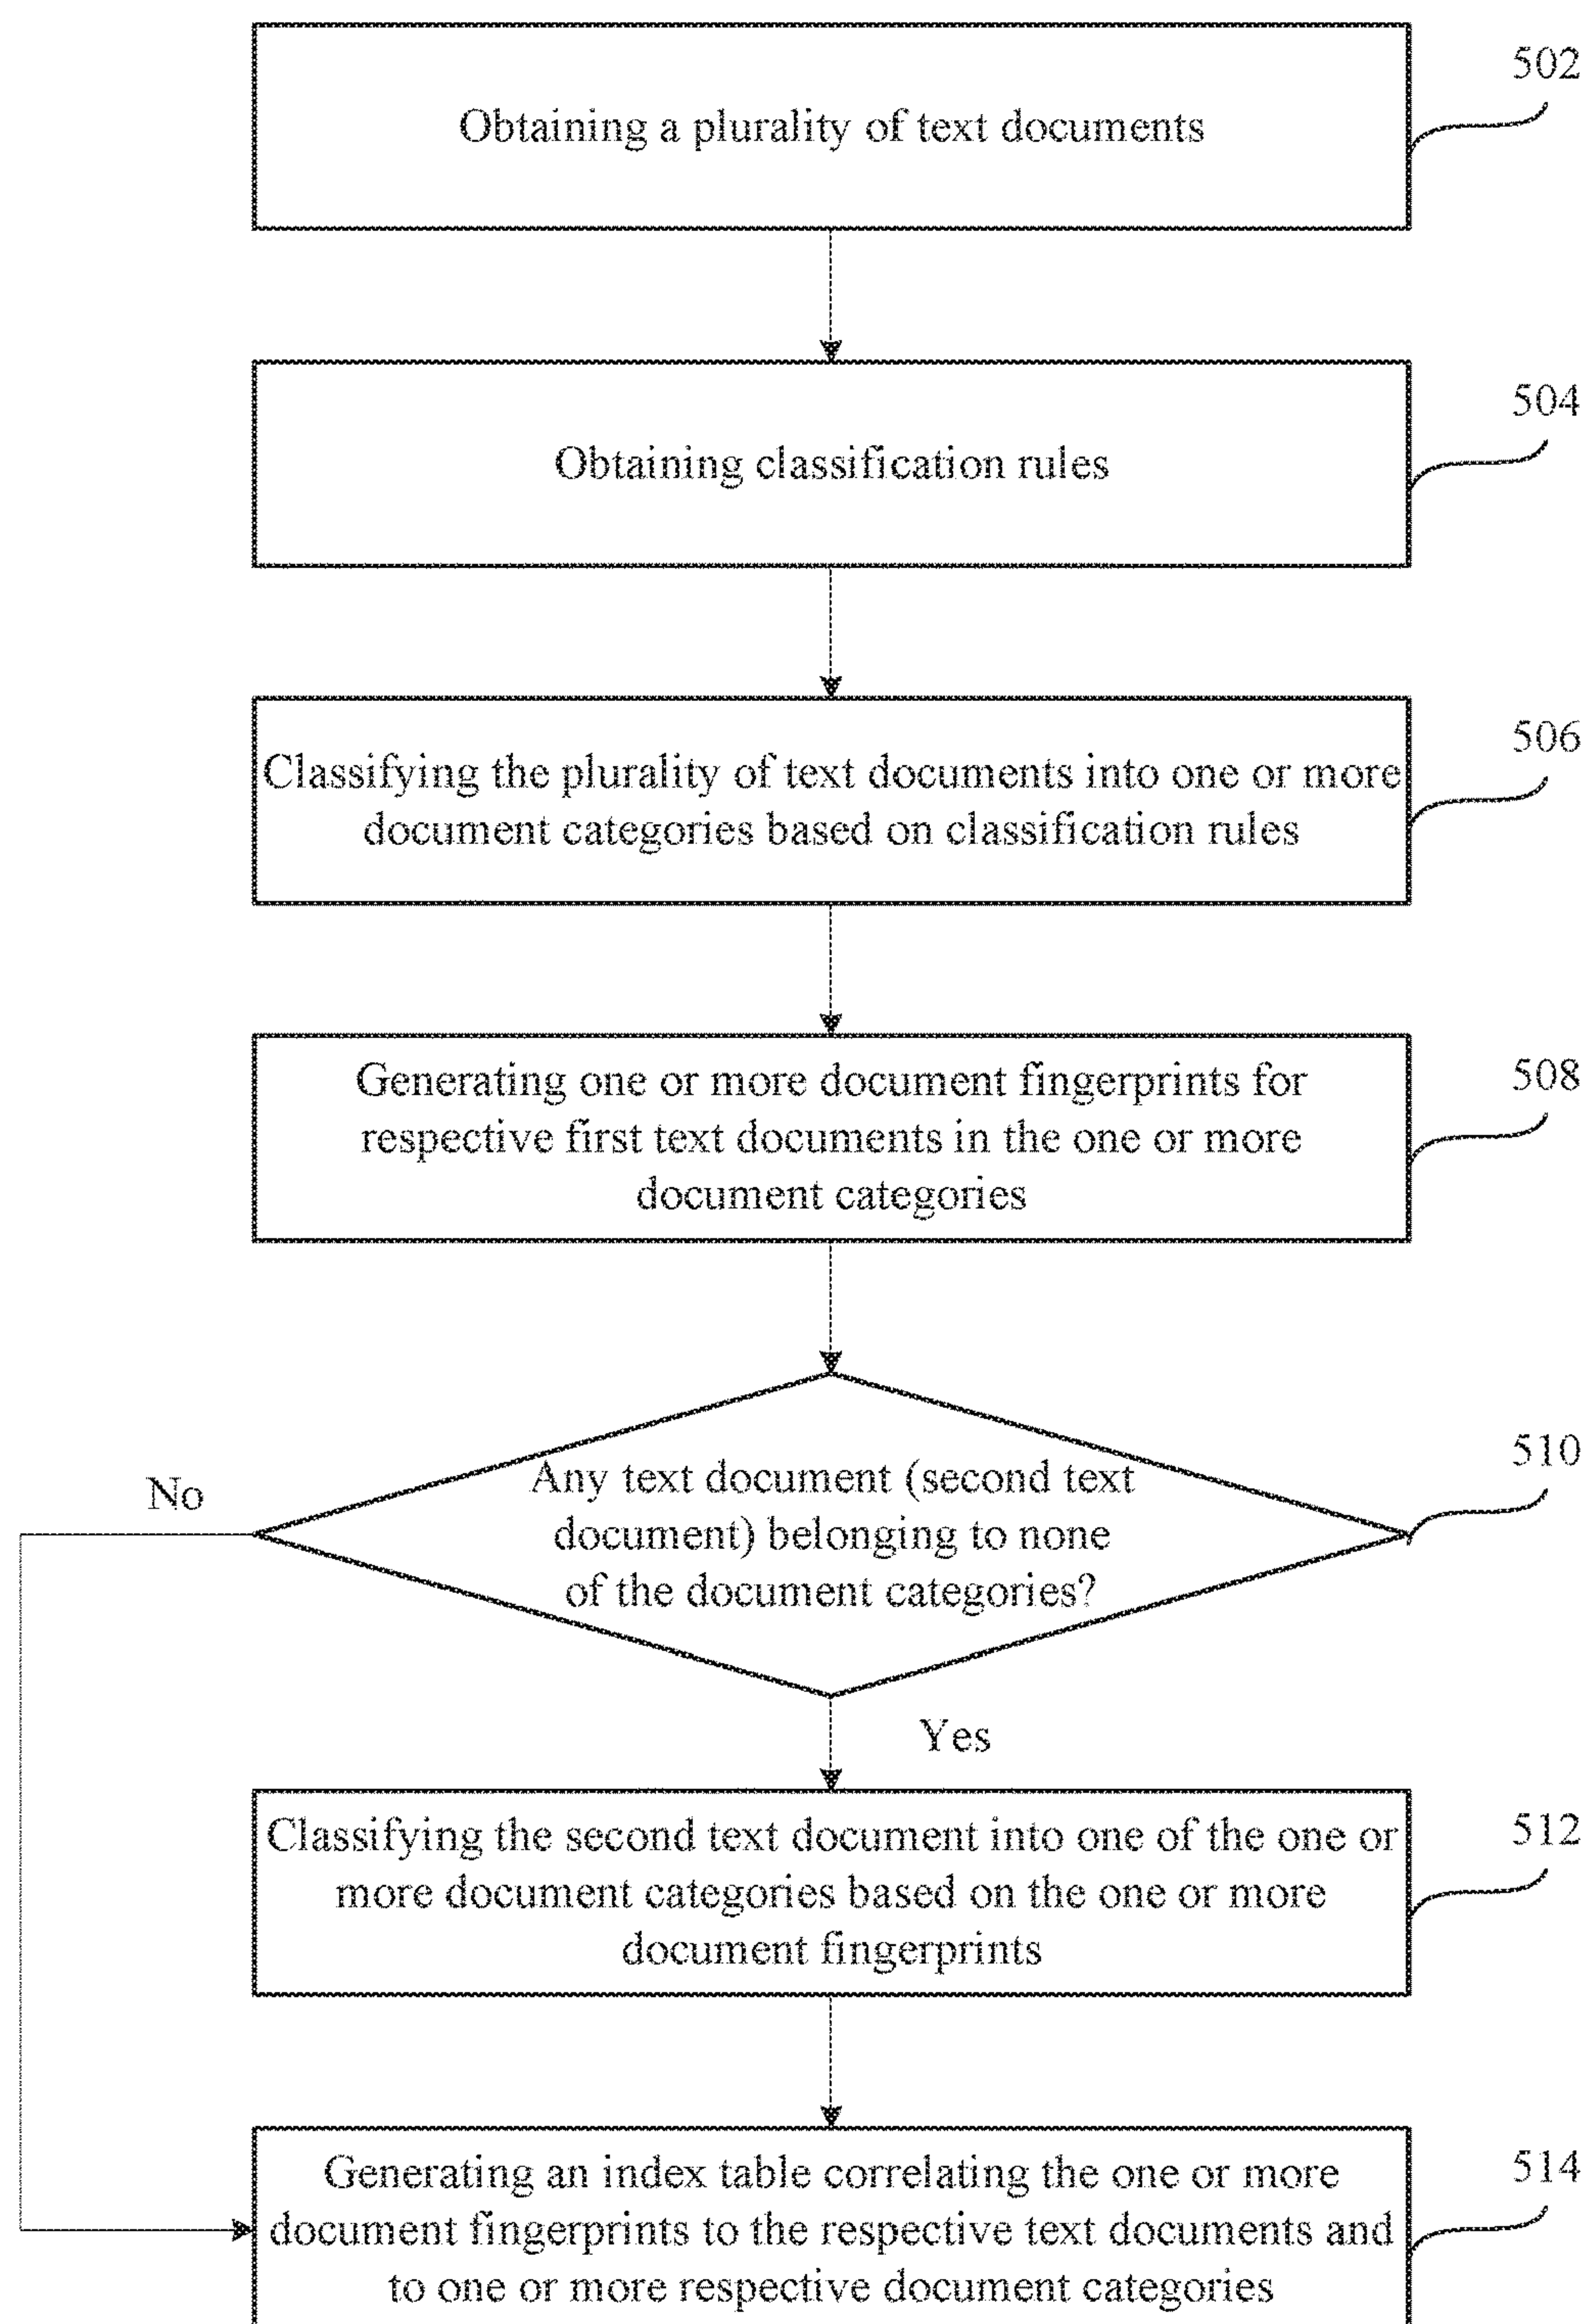 502
Obtaining a plurality of text documents
504
Obtaining classification rules
506
Classifying the plurality of text documents into one or more
document categories based on classification rules
508
Generating one or more document fingerprints for
respective first text documents in the one or more
document categories
510
No
Any text document (second text
document) belonging to none
of the document categories?
Yes
512
Classifying the second text document into one of the one or
more document categories based on the one or more
document fingerprints
514
Generating an index table correlating the one or more
document fingerprints to the respective text documents and
to one or more respective document categories